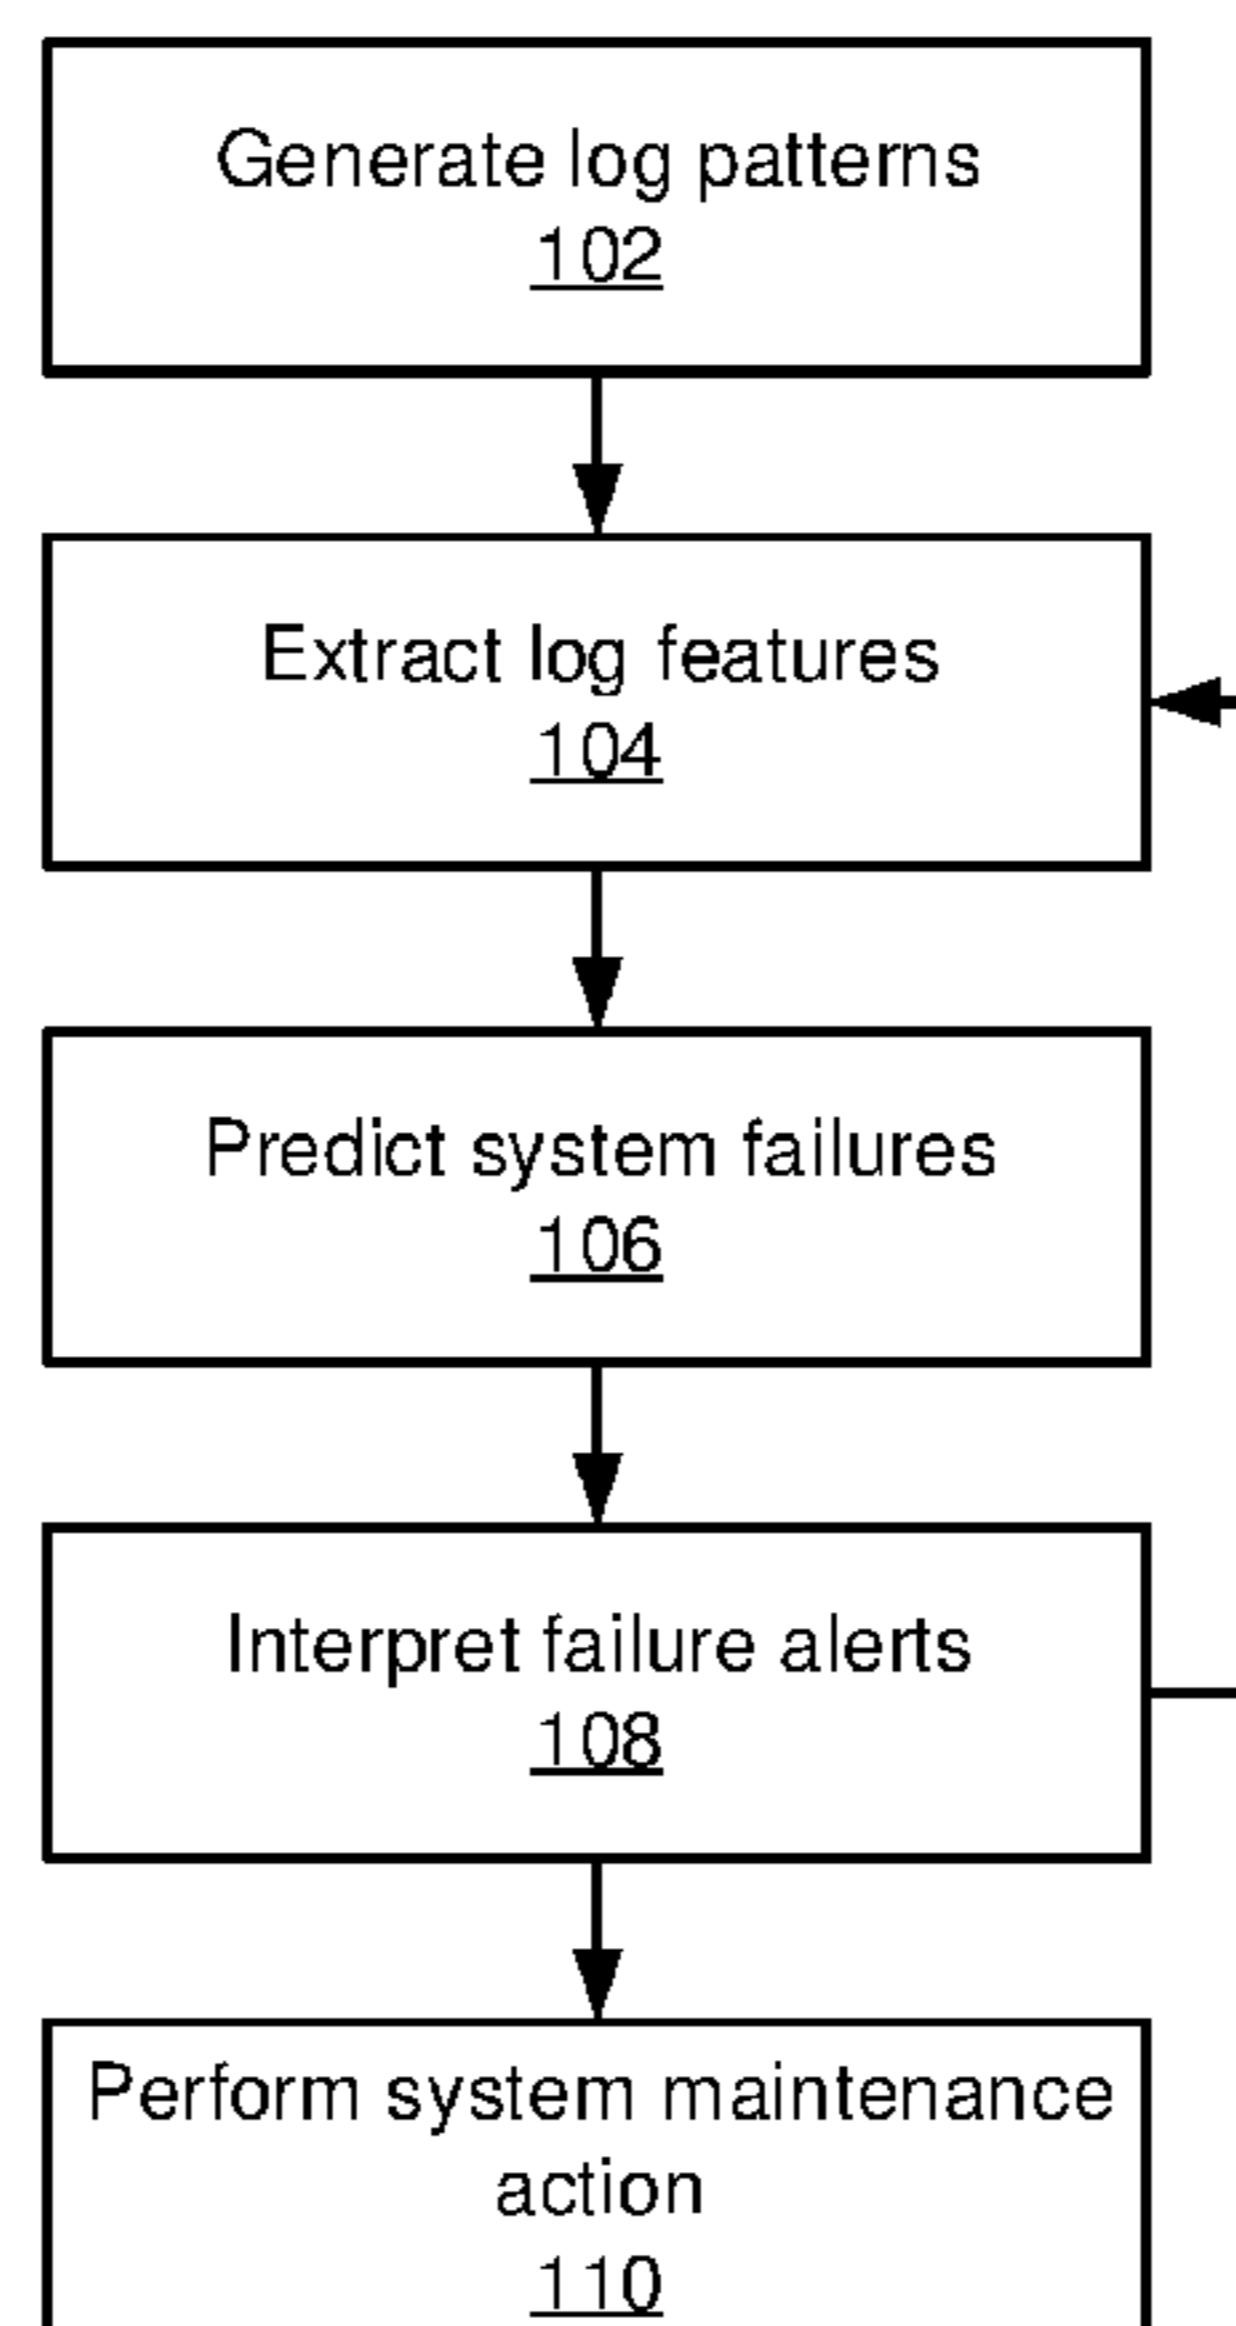 Generate log patterns
102
Extract log features
104
Predict system failures
106
Interpret failure alerts
108
Perform system maintenance
action
110